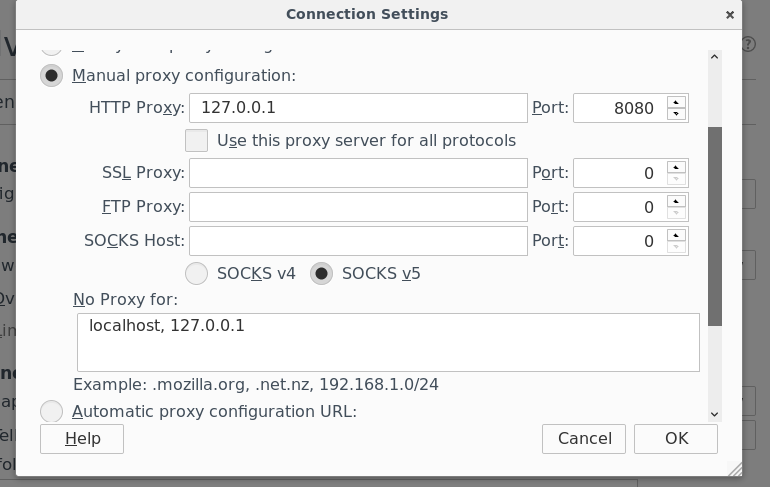 Connection Settings
Manual proxy configuration:
HTTP Proxy: 127.0.0.1 Port: 8080
Use this proxy server for all protocols
SSL Proxy: Port: 0
FTP Proxy: Port: 0
SOCKS Host: Port: 0
SOCKS v4 SOCKS v5
No Proxy for:
localhost, 127.0.0.1
Example: .mozilla.org, .net.nz, 192.168.1.0/24
Automatic proxy configuration URL:
Help Cancel OK